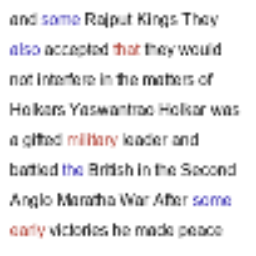 and some Rajput Kings They
also accepted that they would
not interfere in the matters of
Holkars Yaswantrao Holkar was
a gifted military leader and
battled the British in the Second
Anglo Maratha War After some
early victories he made peace